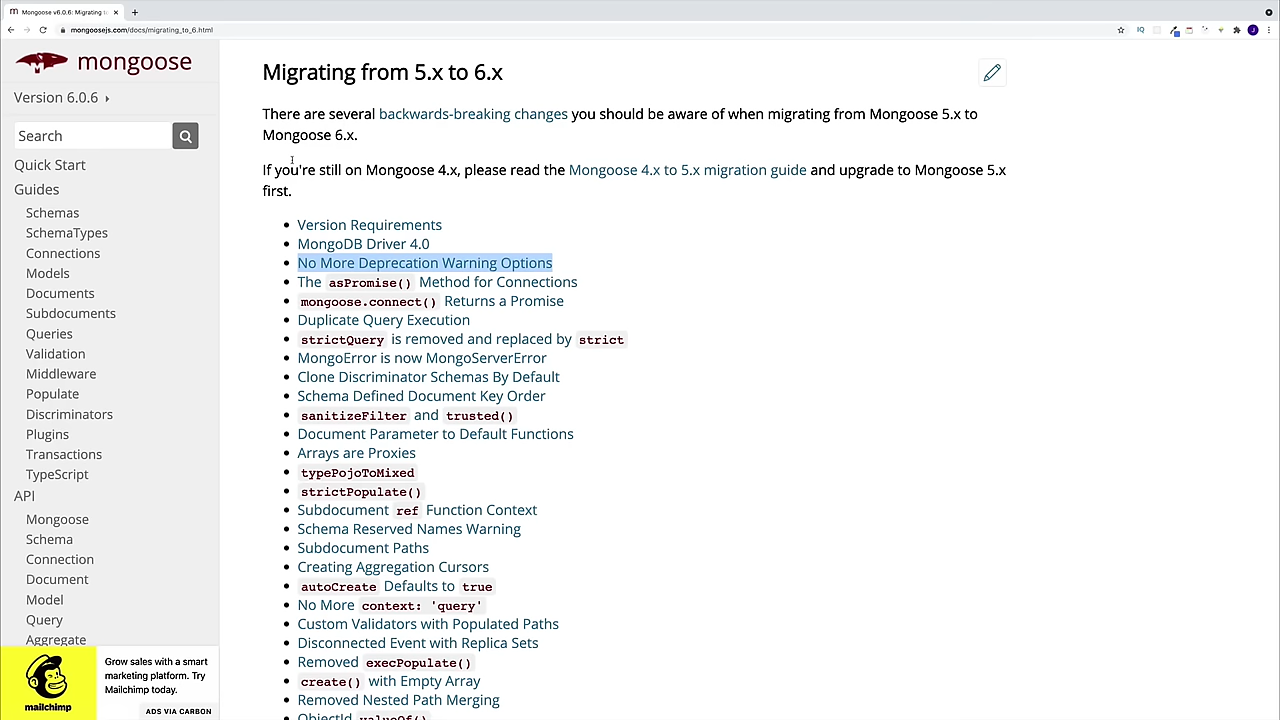 Mongoose v6.0.6: Migrating to
mongoosejs.com/docs/migrating_to_6.html
mongoose
Version 6.0.6
Search
Quick Start
Guides
Schemas
SchemaTypes
Connections
Models
Documents
Subdocuments
Queries
Validation
Middleware
Populate
Discriminators
Plugins
Transactions
TypeScript
API
Mongoose
Schema
Connection
Document
Model
Query
Aggregate
mailchimp
Grow sales with a smart
marketing platform. Try
Mailchimp today.
ADS VIA CARBON
Migrating from 5.x to 6.x
There are several backwards-breaking changes you should be aware of when migrating from Mongoose 5.x to
Mongoose 6.x.
If you're still on Mongoose 4.x, please read the Mongoose 4.x to 5.x migration guide and upgrade to Mongoose 5.x
first.
• Version Requirements
• MongoDB Driver 4.0
• No More Deprecation Warning Options
• The asPromise() Method for Connections
• mongoose.connect() Returns a Promise
• Duplicate Query Execution
• strictQuery is removed and replaced by strict
• MongoError is now MongoServerError
• Clone Discriminator Schemas By Default
• Schema Defined Document Key Order
• sanitizeFilter and trusted()
• Document Parameter to Default Functions
• Arrays are Proxies
• typePojoToMixed
• strictPopulate()
• Subdocument ref Function Context
• Schema Reserved Names Warning
• Subdocument Paths
• Creating Aggregation Cursors
• autoCreate Defaults to true
• No More context: 'query'
• Custom Validators with Populated Paths
• Disconnected Event with Replica Sets
• Removed execPopulate()
• create() with Empty Array
• Removed Nested Path Merging
• ObjectId valueOf()